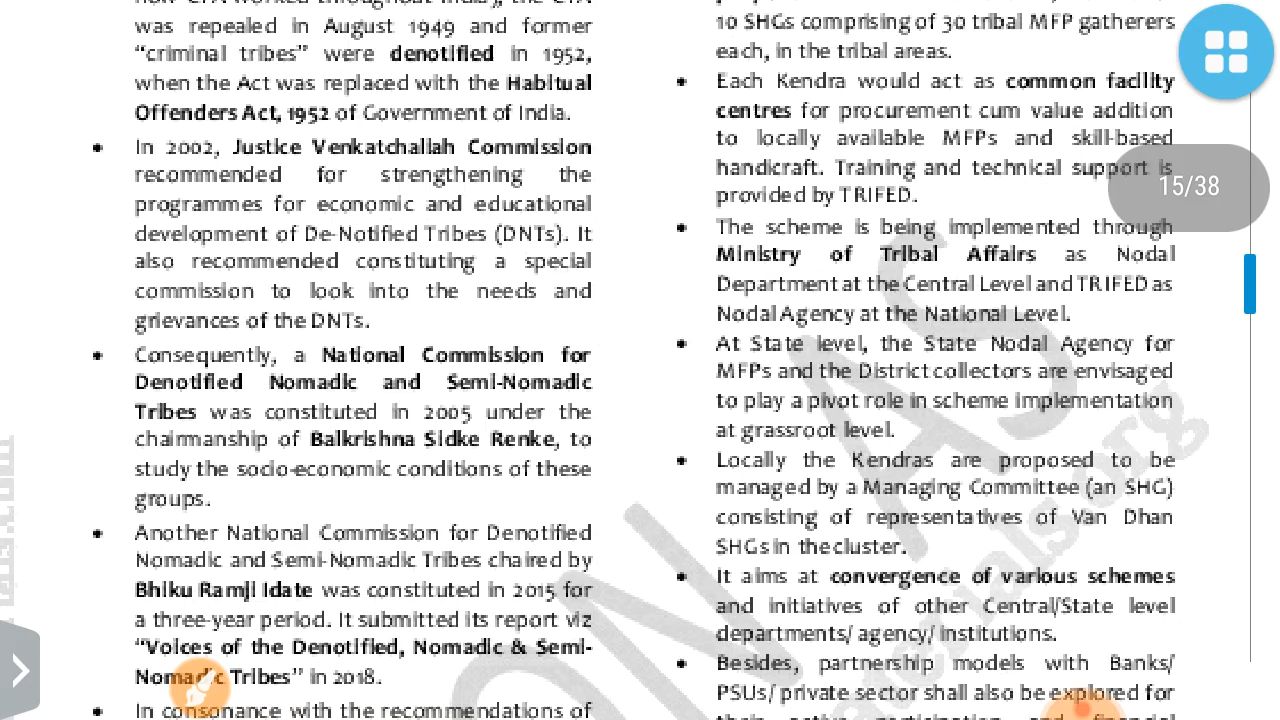 was repealed in August 1949 and former
“criminal tribes” were denotified in 1952,
when the Act was replaced with the Habitual
Offenders Act, 1952 of Government of India.
• In 2002, Justice Venkatchaliah Commission
recommended for strengthening the
programmes for economic and educational
development of De-Notified Tribes (DNTs). It
also recommended constituting a special
commission to look into the needs and
grievances of the DNTs.
• Consequently, a National Commission for
Denotified Nomadic and Semi-Nomadic
Tribes was constituted in 2005 under the
chairmanship of Balkrishna Sidke Renke, to
study the socio-economic conditions of these
groups.
• Another National Commission for Denotified
Nomadic and Semi-Nomadic Tribes chaired by
Bhiku Ramji Idate was constituted in 2015 for
a three-year period. It submitted its report viz
“Voices of the Denotified, Nomadic & Semi-
Nomadic Tribes” in 2018.
• In consonance with the recommendations of
10 SHGs comprising of 30 tribal MFP gatherers
each, in the tribal areas.
• Each Kendra would act as common facility
centres for procurement cum value addition
to locally available MFPs and skill-based
handicraft. Training and technical support is
provided by TRIFED.
• The scheme is being implemented through
Ministry of Tribal Affairs as Nodal
Department at the Central Level and TRIFED as
Nodal Agency at the National Level.
• At State level, the State Nodal Agency for
MFPs and the District collectors are envisaged
to play a pivot role in scheme implementation
at grassroot level.
• Locally the Kendras are proposed to be
managed by a Managing Committee (an SHG)
consisting of representatives of Van Dhan
SHGs in the cluster.
• It aims at convergence of various schemes
and initiatives of other Central/State level
departments/ agency/ institutions.
• Besides, partnership models with Banks/
PSUs/ private sector shall also be explored for
15/38